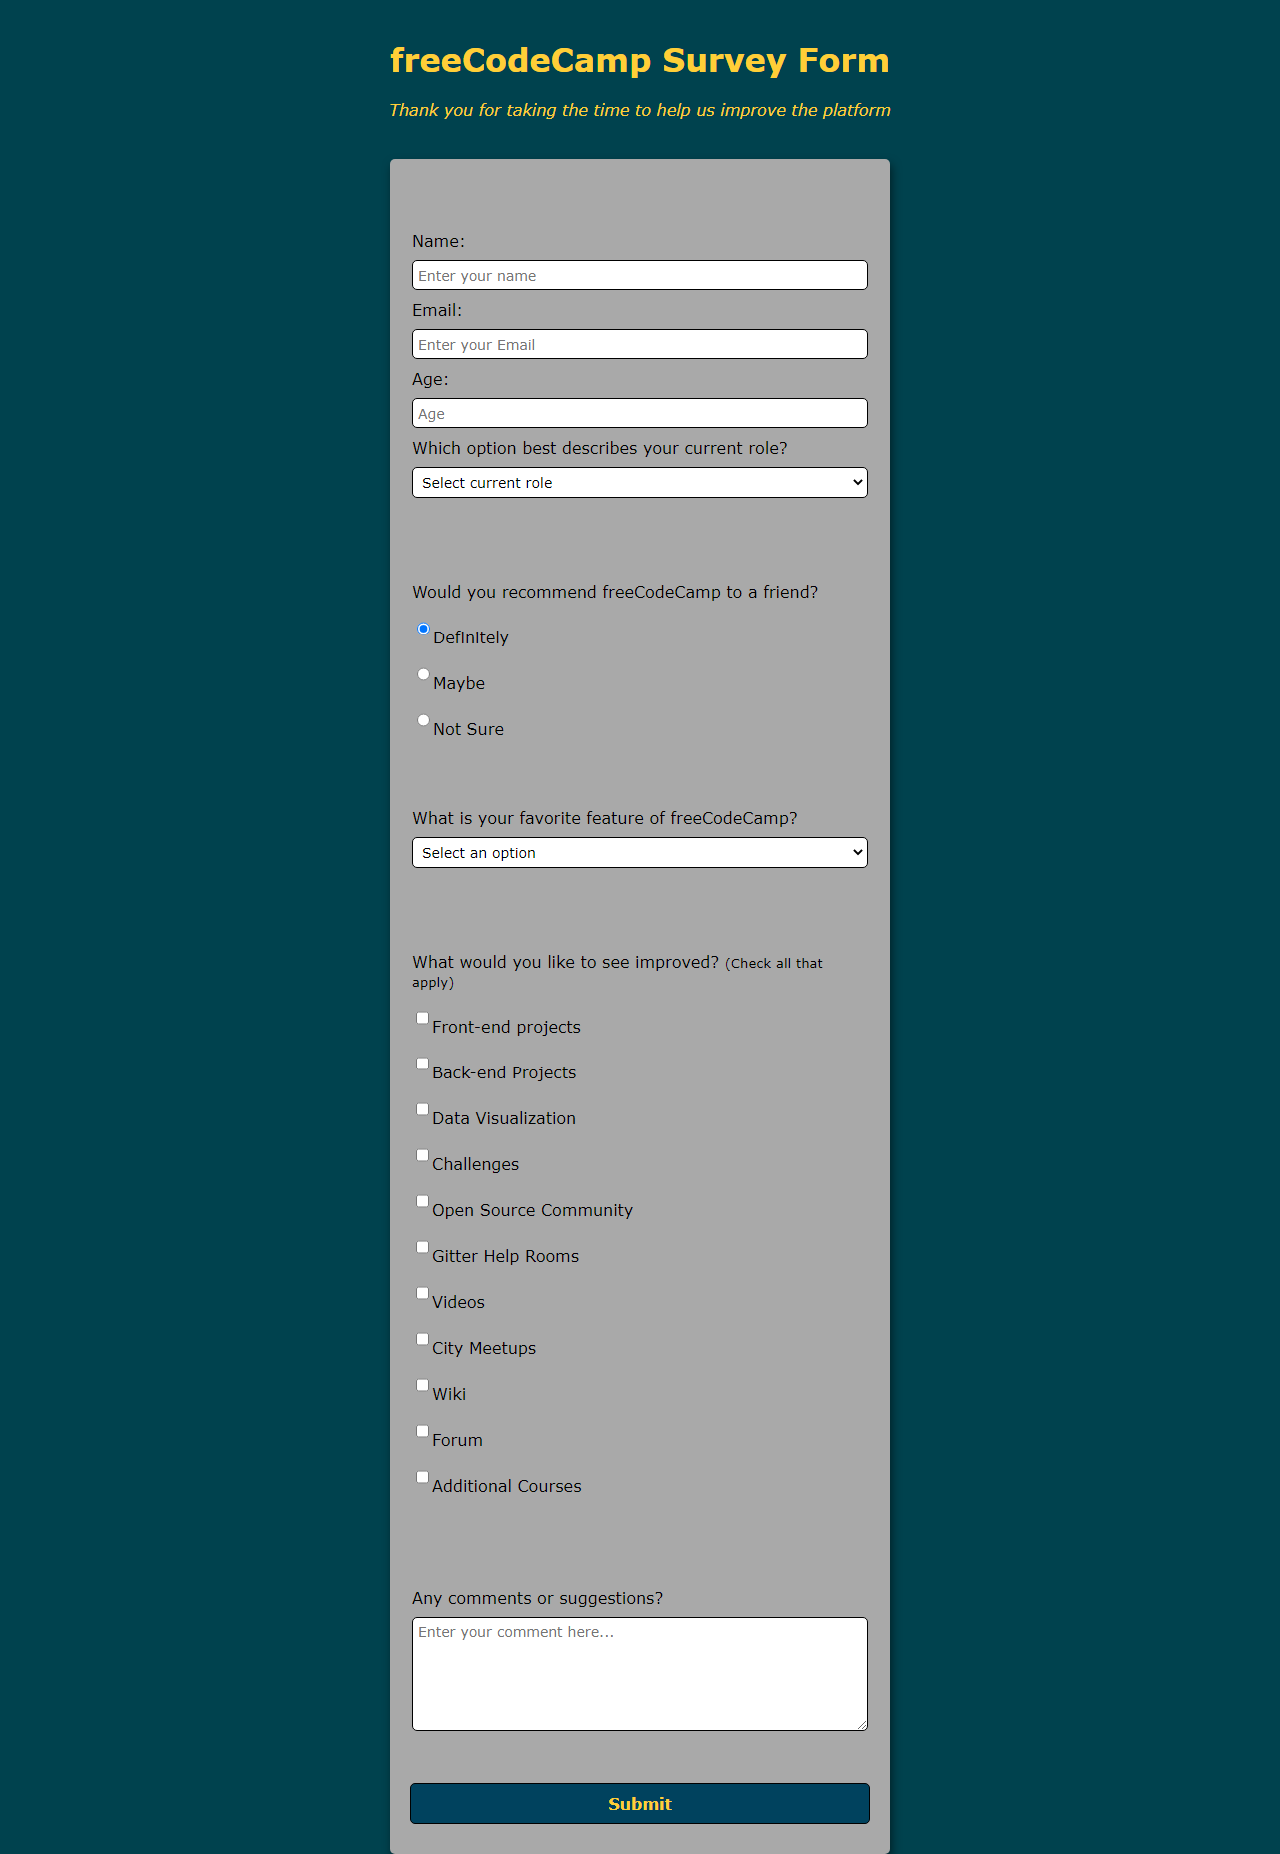 freeCodeCamp Survey Form
Thank you for taking the time to help us improve the platform
Name:
Enter your name
Email:
Enter your Email
Age:
Age
Which option best describes your current role?
Select current role
Would you recommend freeCodeCamp to a friend?
DefInItely
Maybe
Not Sure
What is your favorite feature of freeCodeCamp?
Select an option
What would you like to see improved? (Check all that
apply)
Front-end projects
Back-end Projects
Data Visualization
Challenges
Open Source Community
Gitter Help Rooms
Videos
City Meetups
Wiki
Forum
Additional Courses
Any comments or suggestions?
Enter your comment here...
Submit